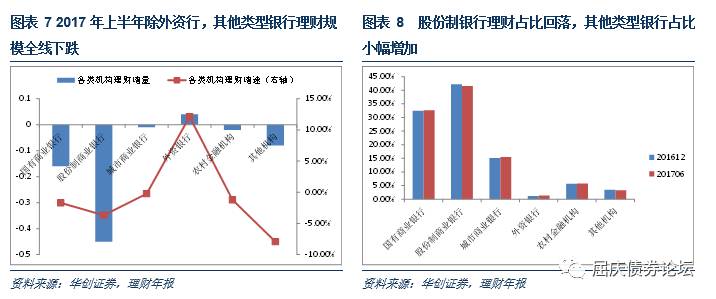 图表 7 2017 年上半年除外资行，其他类型银行理财规
模全线下跌
各类机构理财增量
各类机构理财增速（右轴）
0.1
0
-0.1
-0.2
-0.3
-0.4
-0.5
15.00%
10.00%
5.00%
0.00%
-5.00%
-10.00%
国有商业银行
股份制商业银行
城市商业银行
外资银行
农村金融机构
其他机构
资料来源：华创证券，理财年报
图表 8 股份制银行理财占比回落，其他类型银行占比
小幅增加
45.00%
40.00%
35.00%
30.00%
25.00%
20.00%
15.00%
10.00%
5.00%
0.00%
201612
201706
国有商业银行
股份制商业银行
城市商业银行
外资银行
农村金融机构
其他机构
资料来源：华创证券，理财年报
屈庆债券论坛